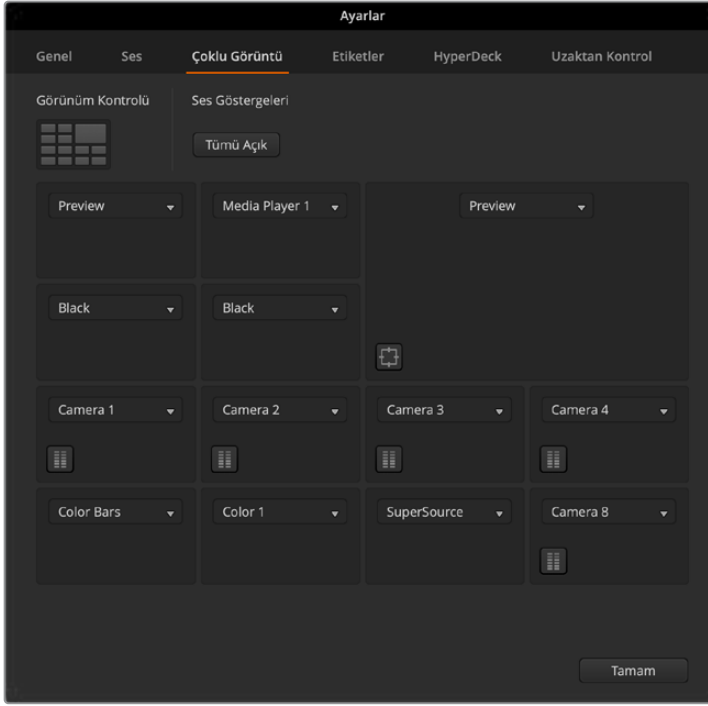 Ayarlar
Genel Ses Çoklu Görüntü Etiketler HyperDeck Uzaktan Kontrol
Görünüm Kontrolü Ses Göstergeleri
Tümü Açık
Preview Media Player 1 Preview
Black Black
Camera 1 Camera 2 Camera 3 Camera 4
Color Bars Color 1 SuperSource Camera 8
Tamam